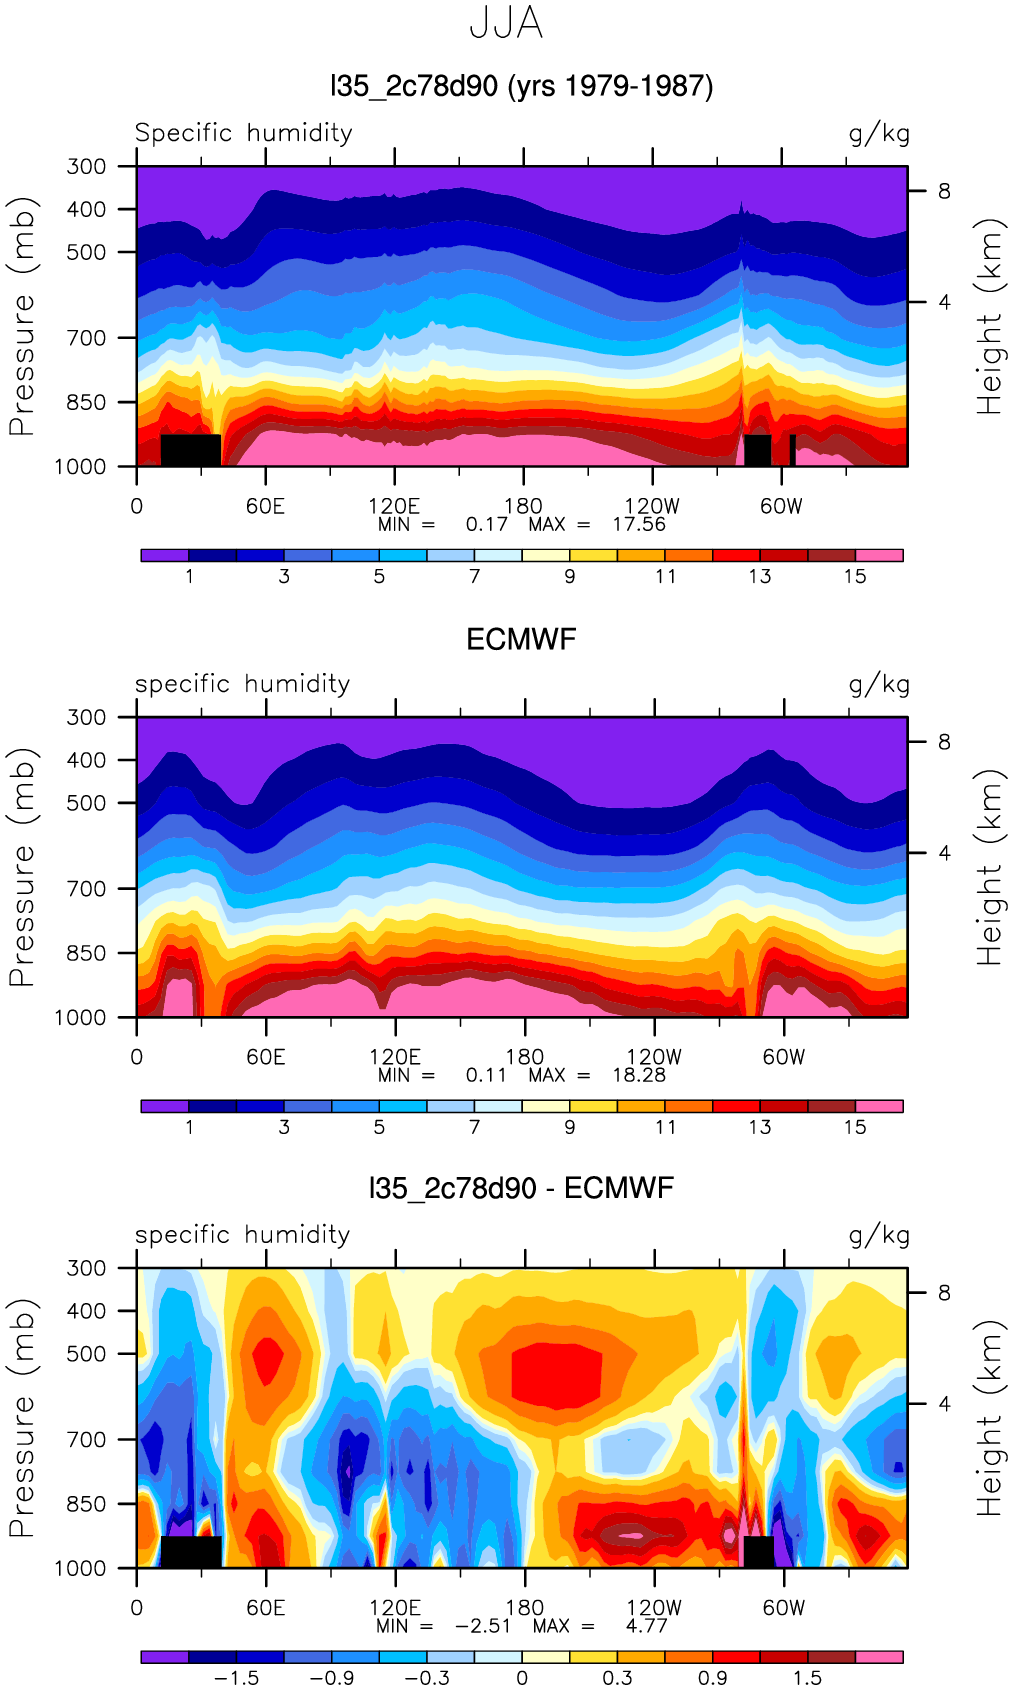 JJA
l35_2c78d90 (yrs 1979-1987)
Specific humidity g/kg
300
400
500
700
850
1000
Pressure (mb)
8
4
Height (km)
0 60E 120E 180 120W 60W
MIN = 0.17 MAX = 17.56
1 3 5 7 9 11 13 15
ECMWF
specific humidity g/kg
300
400
500
700
850
1000
Pressure (mb)
8
4
Height (km)
0 60E 120E 180 120W 60W
MIN = 0.11 MAX = 18.28
1 3 5 7 9 11 13 15
l35_2c78d90 - ECMWF
specific humidity g/kg
300
400
500
700
850
1000
Pressure (mb)
8
4
Height (km)
0 60E 120E 180 120W 60W
MIN = -2.51 MAX = 4.77
-1.5 -0.9 -0.3 0 0.3 0.9 1.5